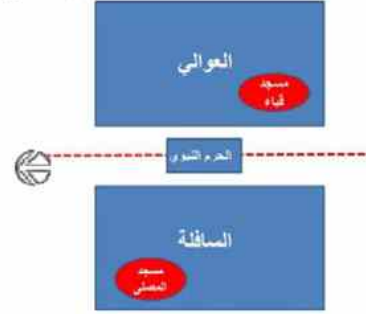 العوالي
مسجد
قباء
الحرم النبوي
السافلة
مسجد
المصلى